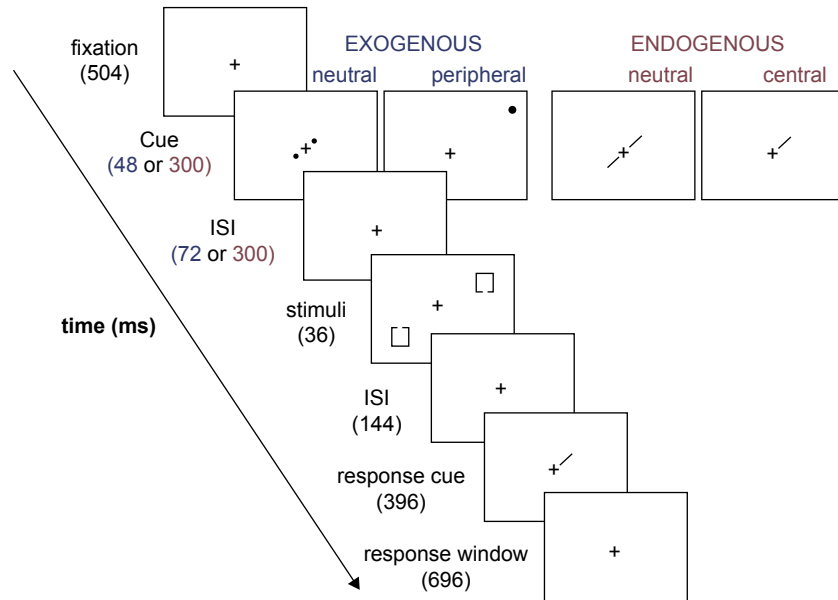 fixation
(504)
EXOGENOUS
neutral peripheral
ENDOGENOUS
neutral central
Cue
(48 or 300)
ISI
(72 or 300)
stimuli
(36)
time (ms)
ISI
(144)
response cue
(396)
response window
(696)